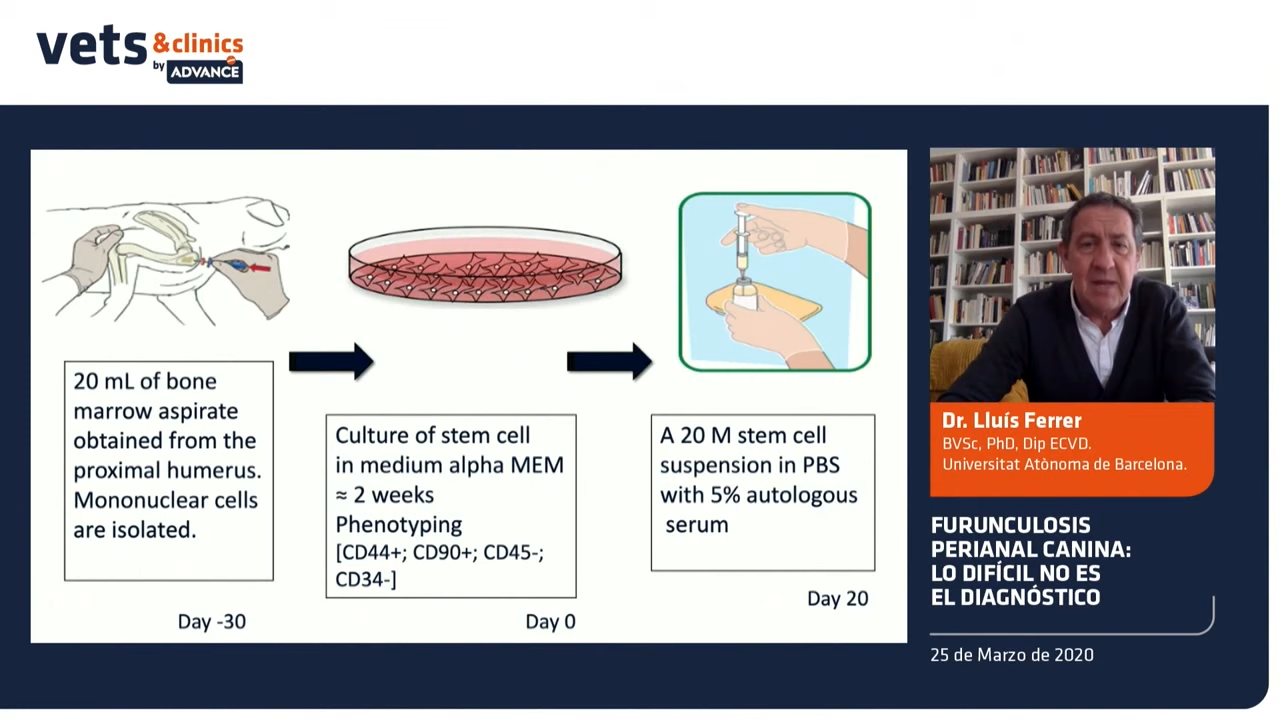 vets &clinics
by ADVANCE
20 mL of bone
marrow aspirate
obtained from the
proximal humerus.
Mononuclear cells
are isolated.
Day -30
Culture of stem cell
in medium alpha MEM
≈ 2 weeks
Phenotyping
[CD44+; CD90+; CD45-;
CD34-]
Day 0
A 20 M stem cell
suspension in PBS
with 5% autologous
serum
Day 20
Dr. Lluís Ferrer
BVSc, PhD, Dip ECVD.
Universitat Atònoma de Barcelona.
FURUNCULOSIS
PERIANAL CANINA:
LO DIFÍCIL NO ES
EL DIAGNÓSTICO
25 de Marzo de 2020